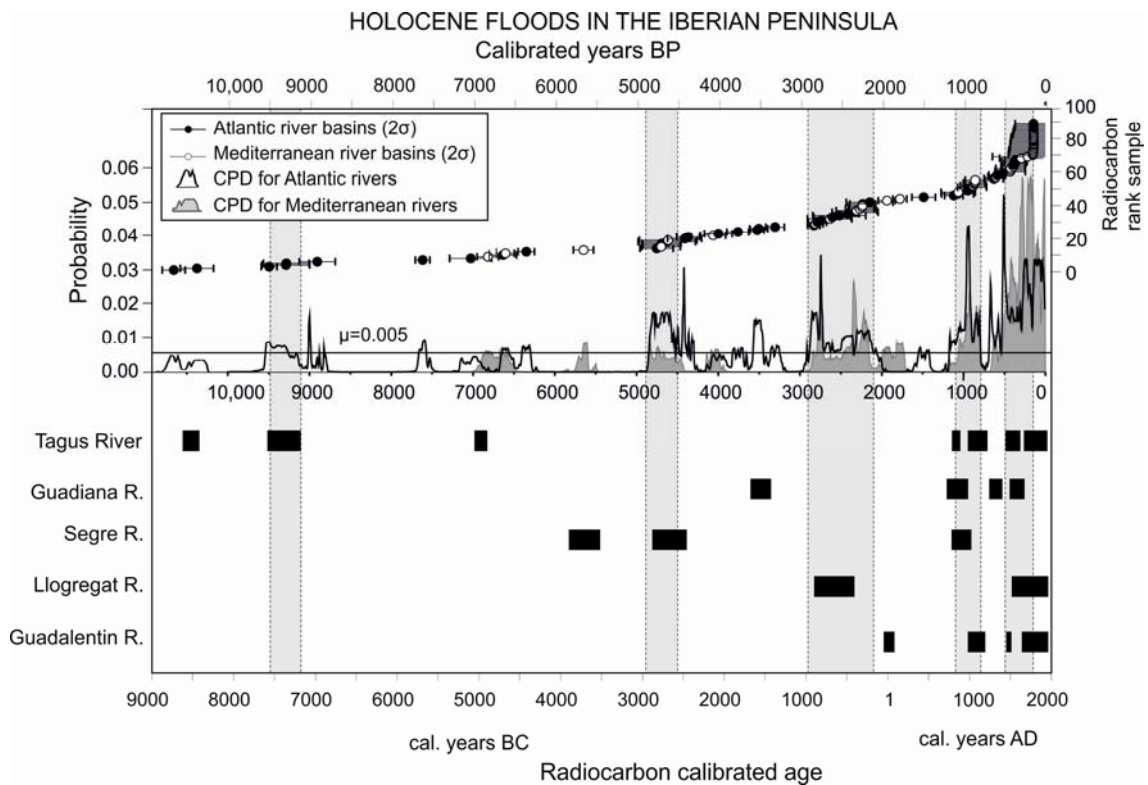 HOLOCENE FLOODS IN THE IBERIAN PENINSULA
Calibrated years BP
10,000 9000 8000 7000 6000 5000 4000 3000 2000 1000 0
Atlantic river basins (2σ)
Mediterranean river basins (2σ)
CPD for Atlantic rivers
CPD for Mediterranean rivers
100
80
60
40
20
0
Radiocarbon
rank sample
0.06
0.05
0.04
0.03
0.02
0.01
0.00
Probability
μ=0.005
10,000 9000 8000 7000 6000 5000 4000 3000 2000 1000 0
Tagus River
Guadiana R.
Segre R.
Llogregat R.
Guadalentin R.
9000 8000 7000 6000 5000 4000 3000 2000 1000 1 1000 2000
cal. years BC cal. years AD
Radiocarbon calibrated age